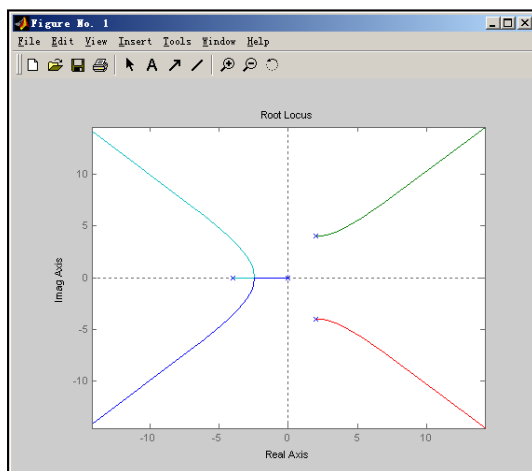 Figure No. 1
File Edit View Insert Tools Window Help
A
Root Locus
10
5
0
-5
-10
Imag Axis
-10 -5 0 5 10
Real Axis